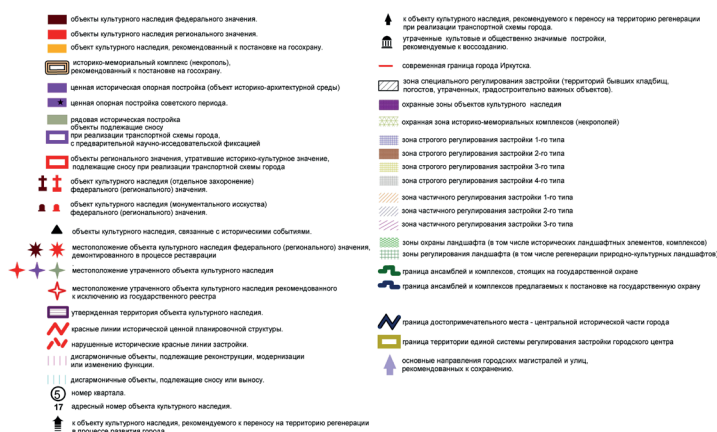 объекты культурного наследия федерального значения.
объекты культурного наследия регионального значения.
объект культурного наследия, рекомендованный к постановке на госохрану.
историко-мемориальный комплекс (некрополь),
рекомендованный к постановке на госохрану.
ценная историческая опорная постройка (объект историко-архитектурной среды)
ценная опорная постройка советского периода.
рядовая историческая постройка
объекты подлежащие сносу
при реализации транспортной схемы города,
с предварительной научно-исседовательской фиксацией
объекты регионального значения, утратившие историко-культурное значение,
подлежащие сносу при реализации транспортной схемы города
объект культурного наследия (отдельное захоронение)
федерального (регионального) значения.
объект культурного наследия (монументального исскуства)
федерального (регионального) значения.
объекты культурного наследия, связанные с историческими событиями.
местоположение объекта культурного наследия федерального (регионального) значения,
демонтированного в процессе реставрации
местоположение утраченного объекта культурного наследия
местоположение утраченного объекта культурного наследия рекомендованного
к исключению из государственного реестра
утвержденная территория объекта культурного наследия.
красные линии исторической ценной планировочной структуры.
нарушенные исторические красные линии застройки.
дисгармоничные объекты, подлежащие реконструкции, модернизации
или изменению функции.
дисгармоничные объекты, подлежащие сносу или выносу.
5 номер квартала.
17 адресный номер объекта культурного наследия.
к объекту культурного наследия, рекомендуемого к переносу на территорию регенерации
в процессе развития города
к объекту культурного наследия, рекомендуемого к переносу на территорию регенерации
при реализации транспортной схемы города.
утраченные культовые и общественно значимые постройки,
рекомендуемые к воссозданию.
современная граница города Иркутска.
зона специального регулирования застройки (территорий бывших кладбищ,
погостов, утраченных, градостроительно важных объектов).
охранные зоны объектов культурного наследия
охранная зона историко-мемориальных комплексов (некрополей)
зона строгого регулирования застройки 1-го типа
зона строгого регулирования застройки 2-го типа
зона строгого регулирования застройки 3-го типа
зона строгого регулирования застройки 4-го типа
зона частичного регулирования застройки 1-го типа
зона частичного регулирования застройки 2-го типа
зона частичного регулирования застройки 3-го типа
зоны охраны ландшафта (в том числе исторических ландшафтных элементов, комплексов)
зоны регулирования ландшафта (в том числе регенерации природно-культурных ландшафтов)
граница ансамблей и комплексов, стоящих на государственной охране
граница ансамблей и комплексов предлагаемых к постановке на государственную охрану
граница достопримечательного места - центральной исторической части города
граница территории единой системы регулирования застройки городского центра
основные направления городских магистралей и улиц,
рекомендованных к сохранению.